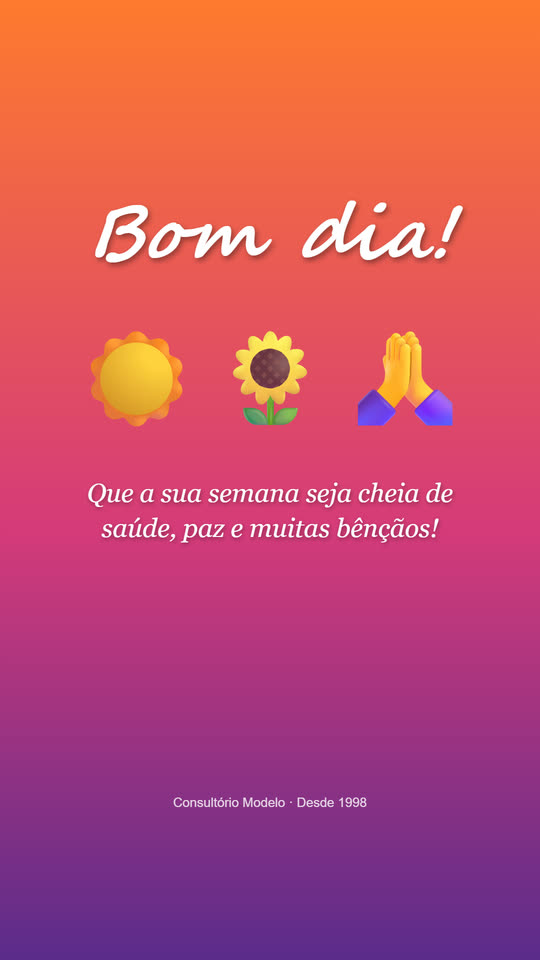 Bom dia!
Que a sua semana seja cheia de
saúde, paz e muitas bênçãos!
Consultório Modelo · Desde 1998